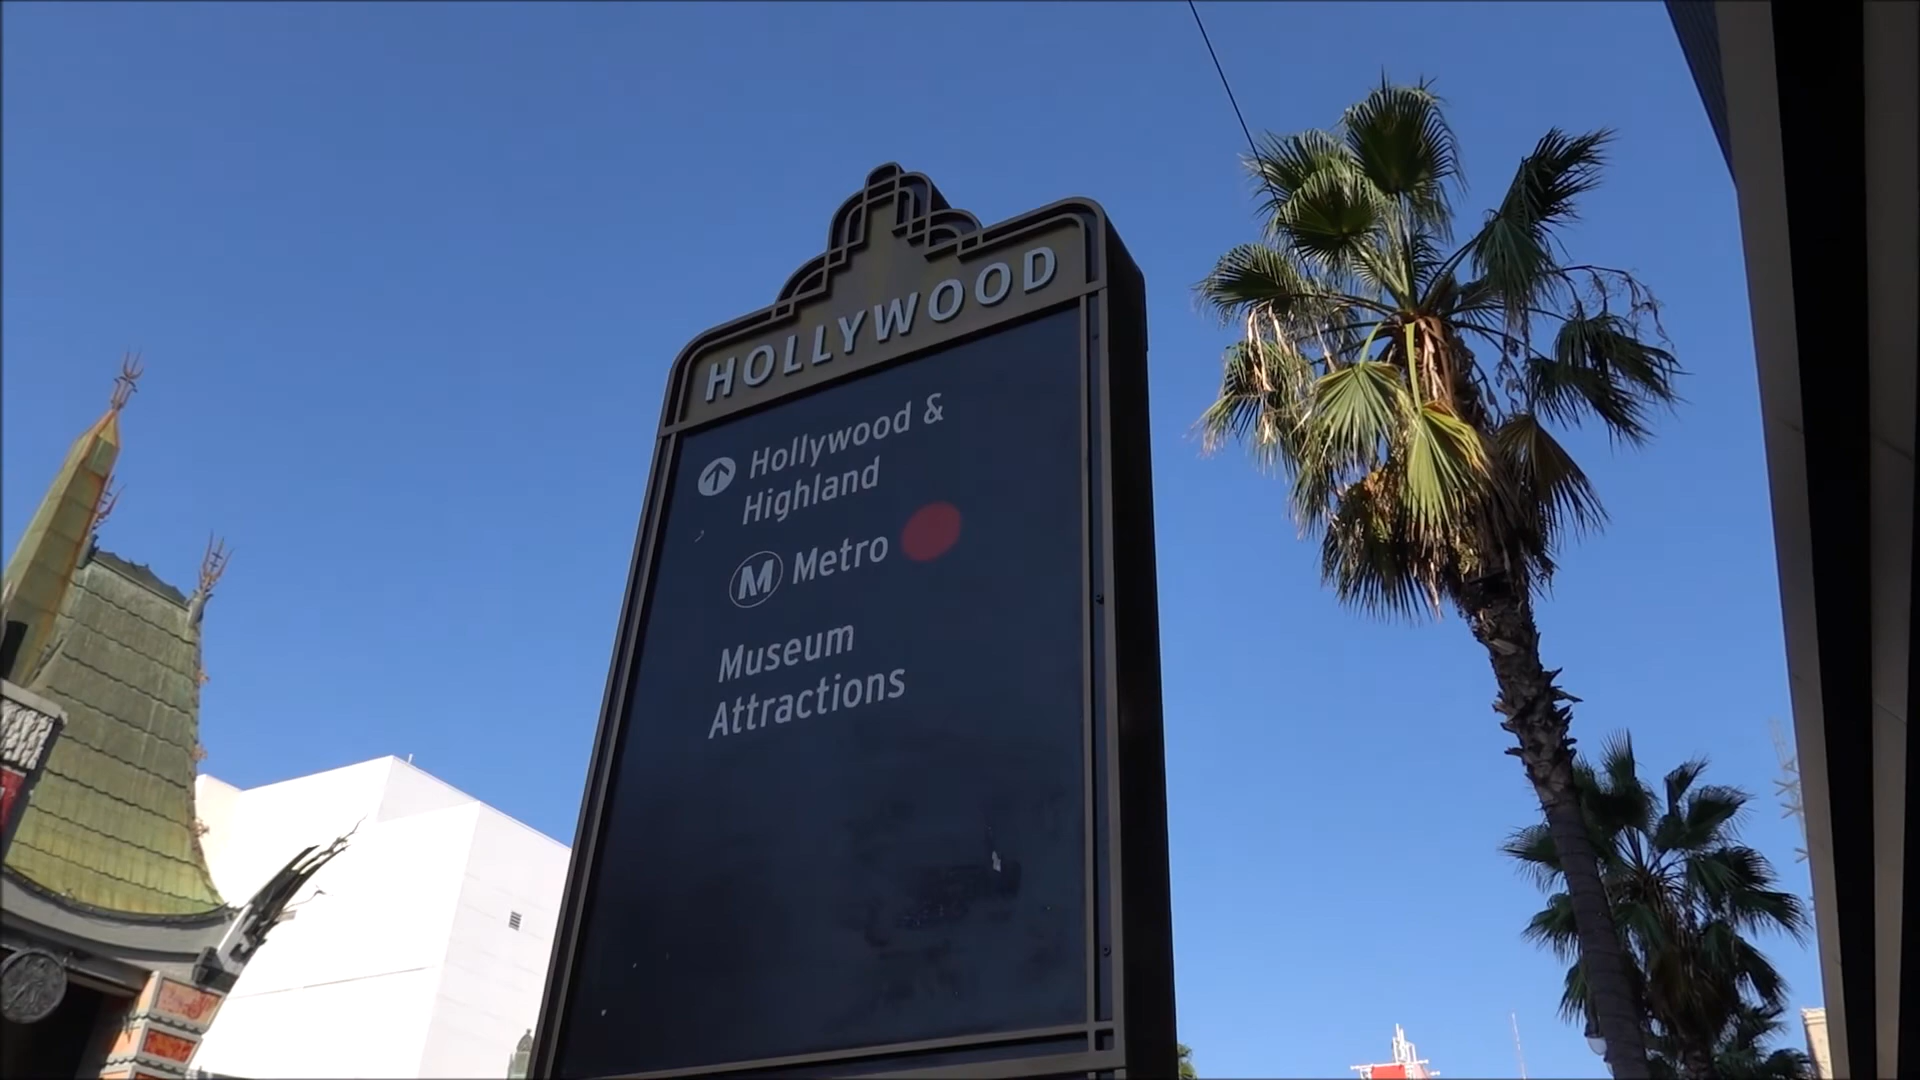 HOLLYWOOD
Hollywood &
Highland
M Metro
Museum
Attractions